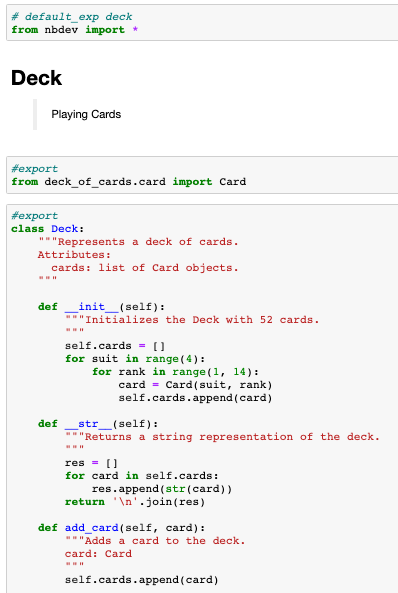 # default_exp deck
from nbdev import *
Deck
Playing Cards
#export
from deck_of_cards.card import Card
#export
class Deck:
    """Represents a deck of cards.
    Attributes:
      cards: list of Card objects.
    """
    def __init__(self):
        """Initializes the Deck with 52 cards.
        """
        self.cards = []
        for suit in range(4):
            for rank in range(1, 14):
                card = Card(suit, rank)
                self.cards.append(card)
    def __str__(self):
        """Returns a string representation of the deck.
        """
        res = []
        for card in self.cards:
            res.append(str(card))
        return '\n'.join(res)
    def add_card(self, card):
        """Adds a card to the deck.
        card: Card
        """
        self.cards.append(card)